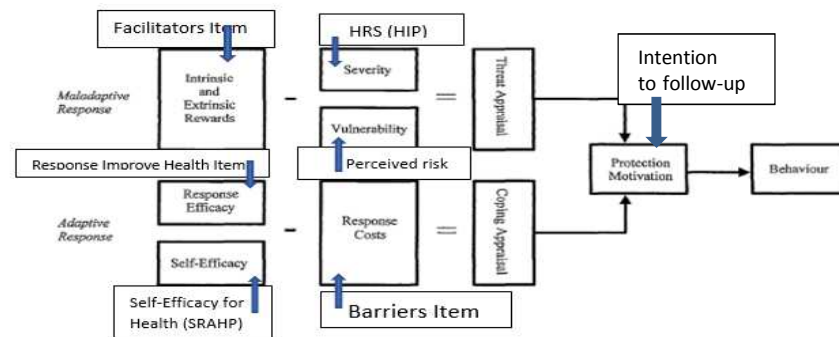 Facilitators Item
HRS (HIP)
Intention
to follow-up
Intrinsic
and
Extrinsic
Rewards
Maladaptive
Response
-
Severity
Vulnerability
=
Threat Appraisal
Response Improve Health Item
Perceived risk
Protection
Motivation
Behaviour
Response
Efficacy
Adaptive
Response
-
Response
Costs
=
Coping Appraisal
Self-Efficacy
Self-Efficacy for
Health (SRAHP)
Barriers Item